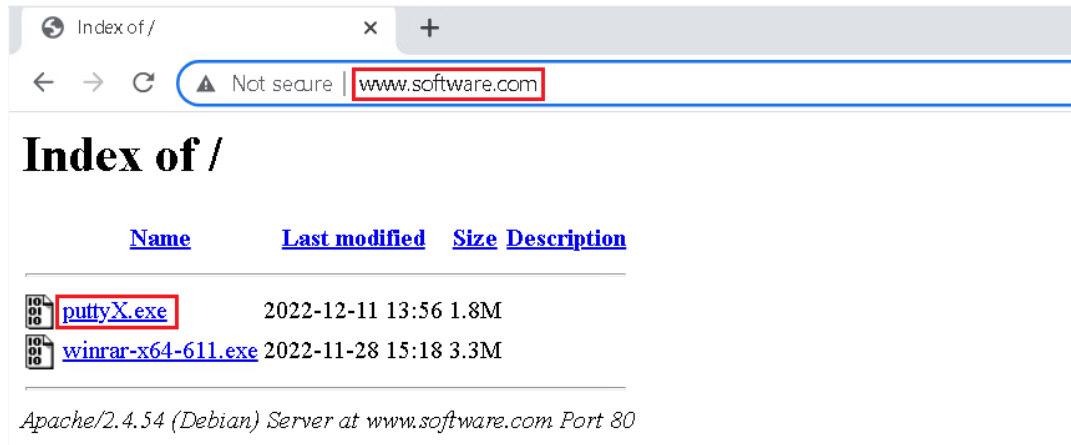 Index of /
Not secure | www.software.com
Index of /
Name Last modified Size Description
puttyX.exe 2022-12-11 13:56 1.8M
winrar-x64-611.exe 2022-11-28 15:18 3.3M
Apache/2.4.54 (Debian) Server at www.software.com Port 80